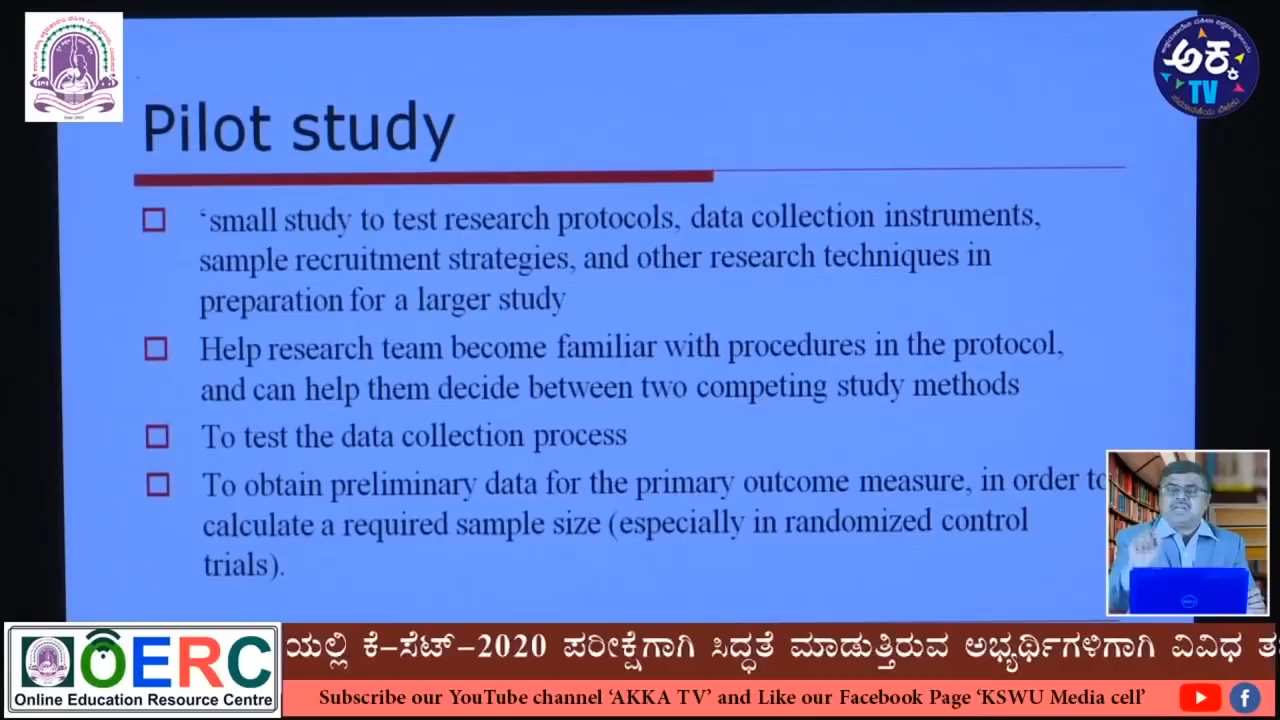 ಅಕ್ಕ
TV
Pilot study
‘small study to test research protocols, data collection instruments,
sample recruitment strategies, and other research techniques in
preparation for a larger study
Help research team become familiar with procedures in the protocol,
and can help them decide between two competing study methods
To test the data collection process
To obtain preliminary data for the primary outcome measure, in order to
calculate a required sample size (especially in randomized control
trials).
DELL
OERC
Online Education Resource Centre
ಯಲ್ಲಿ ಕೆ-ಸೆಟ್-2020 ಪರೀಕ್ಷೆಗಾಗಿ ಸಿದ್ಧತೆ ಮಾಡುತ್ತಿರುವ ಅಭ್ಯರ್ಥಿಗಳಿಗಾಗಿ ವಿವಿಧ
Subscribe our YouTube channel ‘AKKA TV’ and Like our Facebook Page ‘KSWU Media cell’